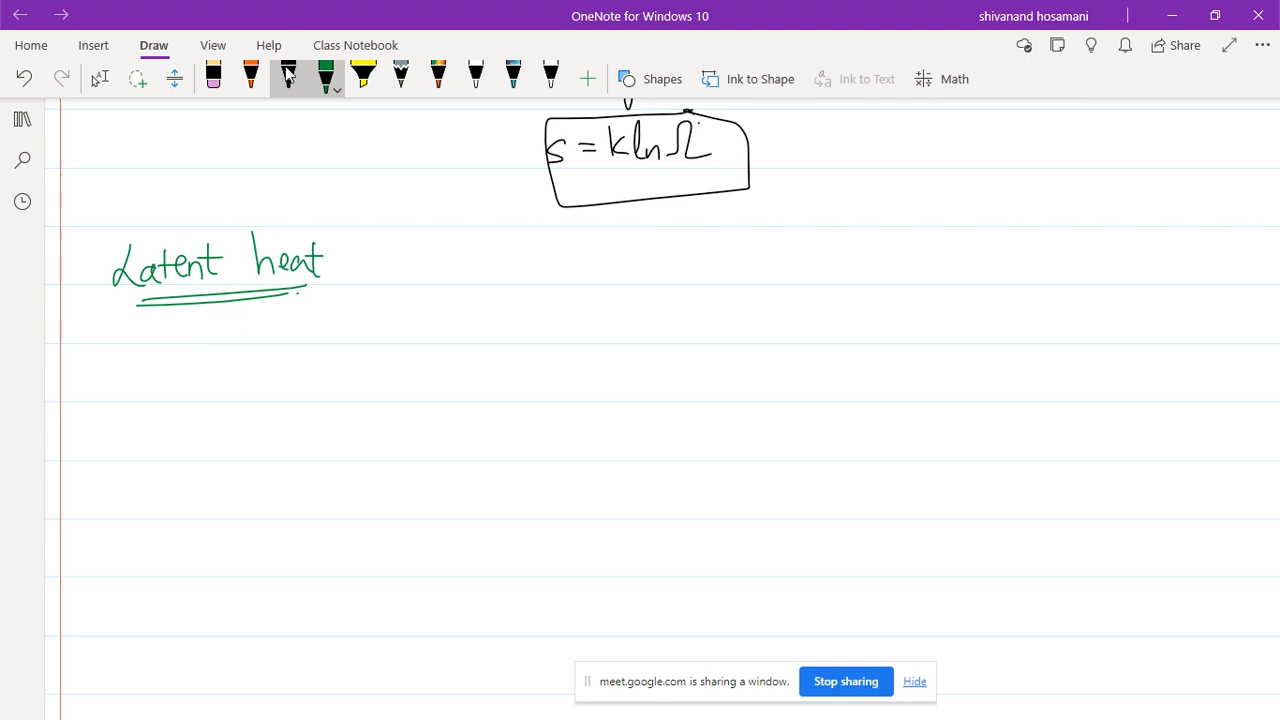 OneNote for Windows 10
shivanand hosamani
Home Insert Draw View Help Class Notebook
Share
Shapes Ink to Shape Ink to Text Math
s = k ln Ω
Latent heat
meet.google.com is sharing a window. Stop sharing Hide